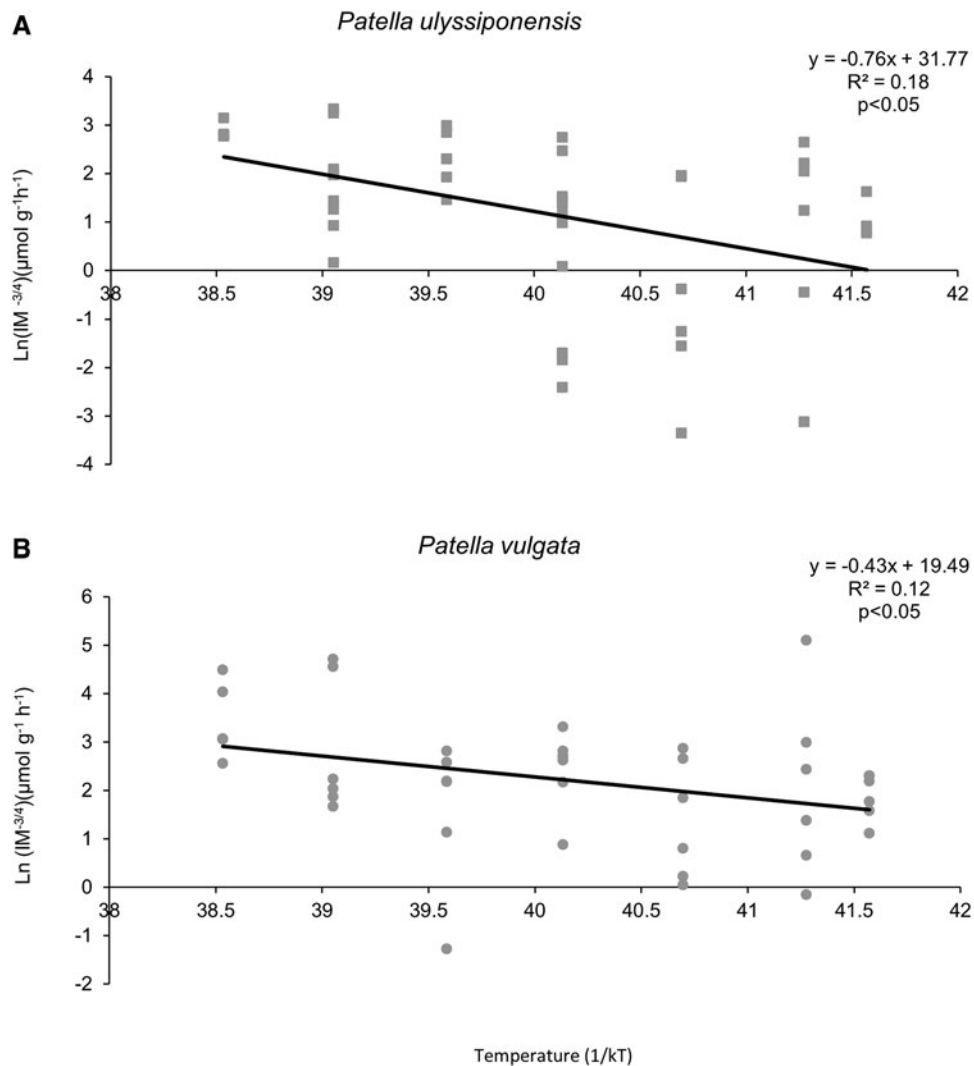 A
Patella ulyssiponensis
y = -0.76x + 31.77
R² = 0.18
p<0.05
4
3
2
1
0
-1
-2
-3
-4
38
38.5
39
39.5
40
40.5
41
41.5
42
Ln(IM ⁻³/⁴)(µmol g⁻¹h⁻¹)
B
Patella vulgata
y = -0.43x + 19.49
R² = 0.12
p<0.05
6
5
4
3
2
1
0
-1
-2
38
38.5
39
39.5
40
40.5
41
41.5
42
Ln (IM⁻³/⁴)(µmol g⁻¹ h⁻¹)
Temperature (1/kT)